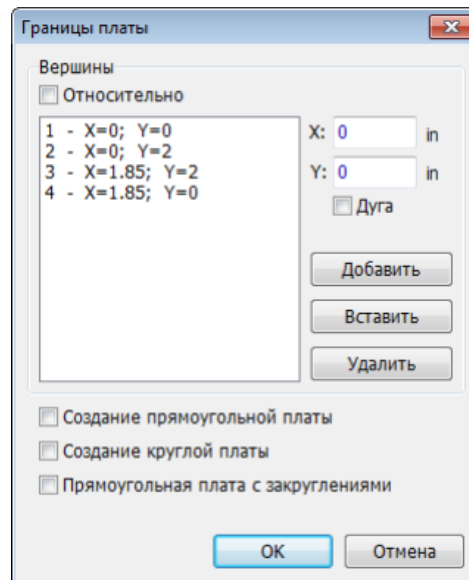 Границы платы
Вершины
Относительно
1 - X=0; Y=0
2 - X=0; Y=2
3 - X=1.85; Y=2
4 - X=1.85; Y=0
X: 0 in
Y: 0 in
Дуга
Добавить
Вставить
Удалить
Создание прямоугольной платы
Создание круглой платы
Прямоугольная плата с закруглениями
OK Отмена